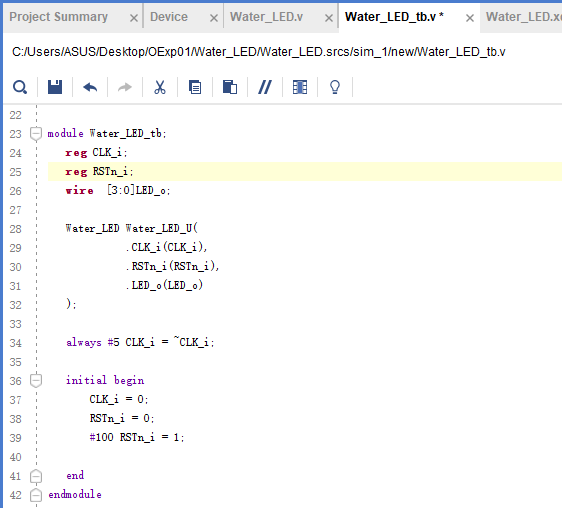 Project Summary × Device × Water_LED.v × Water_LED_tb.v * × Water_LED.x
C:/Users/ASUS/Desktop/OExp01/Water_LED/Water_LED.srcs/sim_1/new/Water_LED_tb.v
22
23 module Water_LED_tb;
24 reg CLK_i;
25 reg RSTn_i;
26 wire [3:0]LED_o;
27
28 Water_LED Water_LED_U(
29 .CLK_i(CLK_i),
30 .RSTn_i(RSTn_i),
31 .LED_o(LED_o)
32 );
33
34 always #5 CLK_i = ~CLK_i;
35
36 initial begin
37 CLK_i = 0;
38 RSTn_i = 0;
39 #100 RSTn_i = 1;
40
41 end
42 endmodule